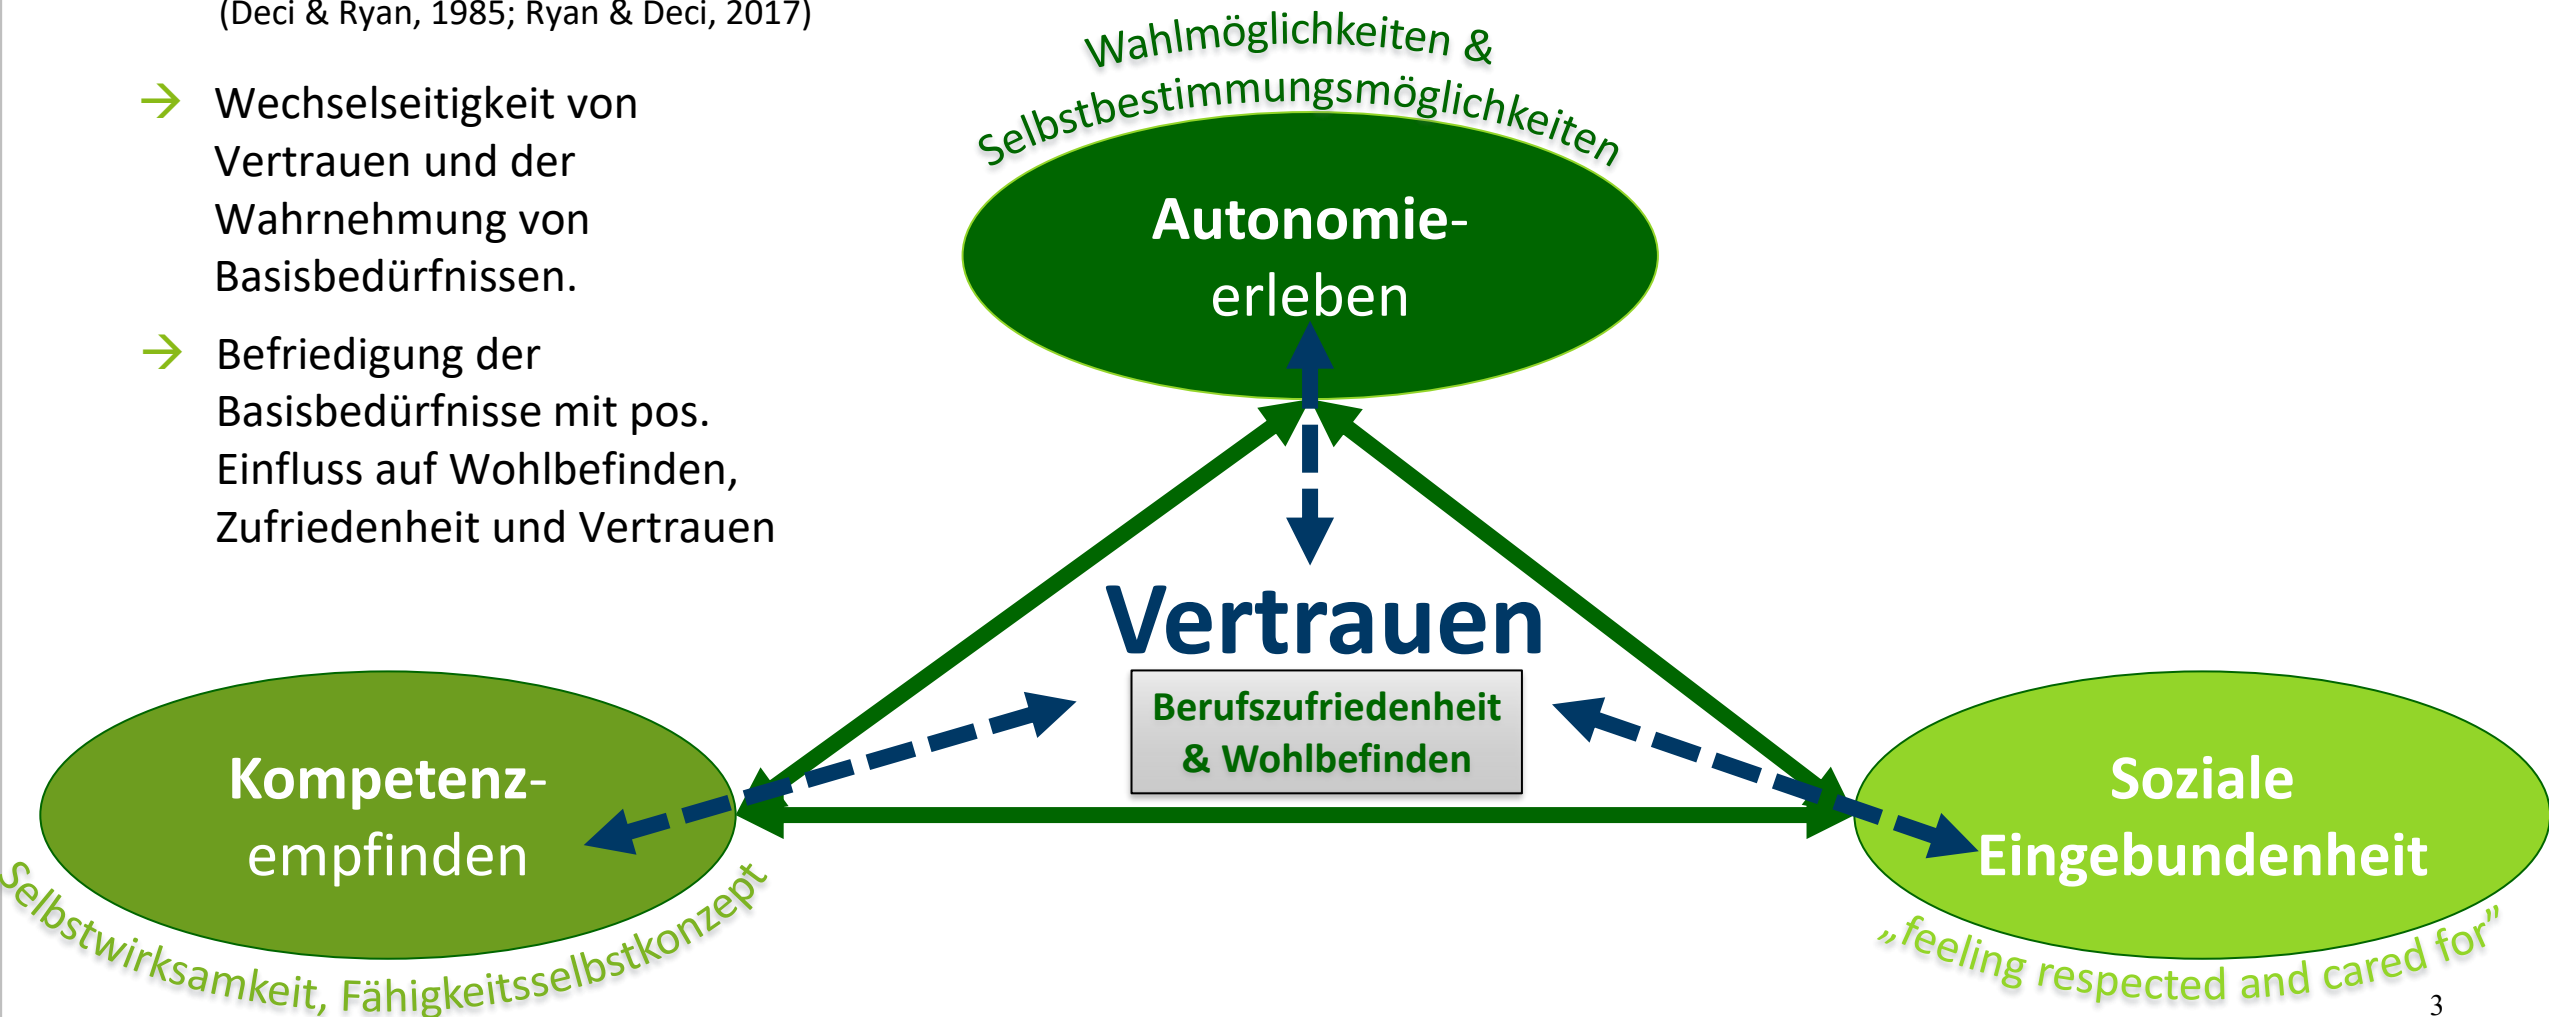 (Deci & Ryan, 1985; Ryan & Deci, 2017)
→ Wechselseitigkeit von
Vertrauen und der
Wahrnehmung von
Basisbedürfnissen.
→ Befriedigung der
Basisbedürfnisse mit pos.
Einfluss auf Wohlbefinden,
Zufriedenheit und Vertrauen
Wahlmöglichkeiten &
Selbstbestimmungsmöglichkeiten
Autonomie-
erleben
Vertrauen
Berufszufriedenheit
& Wohlbefinden
Kompetenz-
empfinden
Selbstwirksamkeit, Fähigkeitsselbstkonzept
Soziale
Eingebundenheit
„feeling respected and cared for”
3